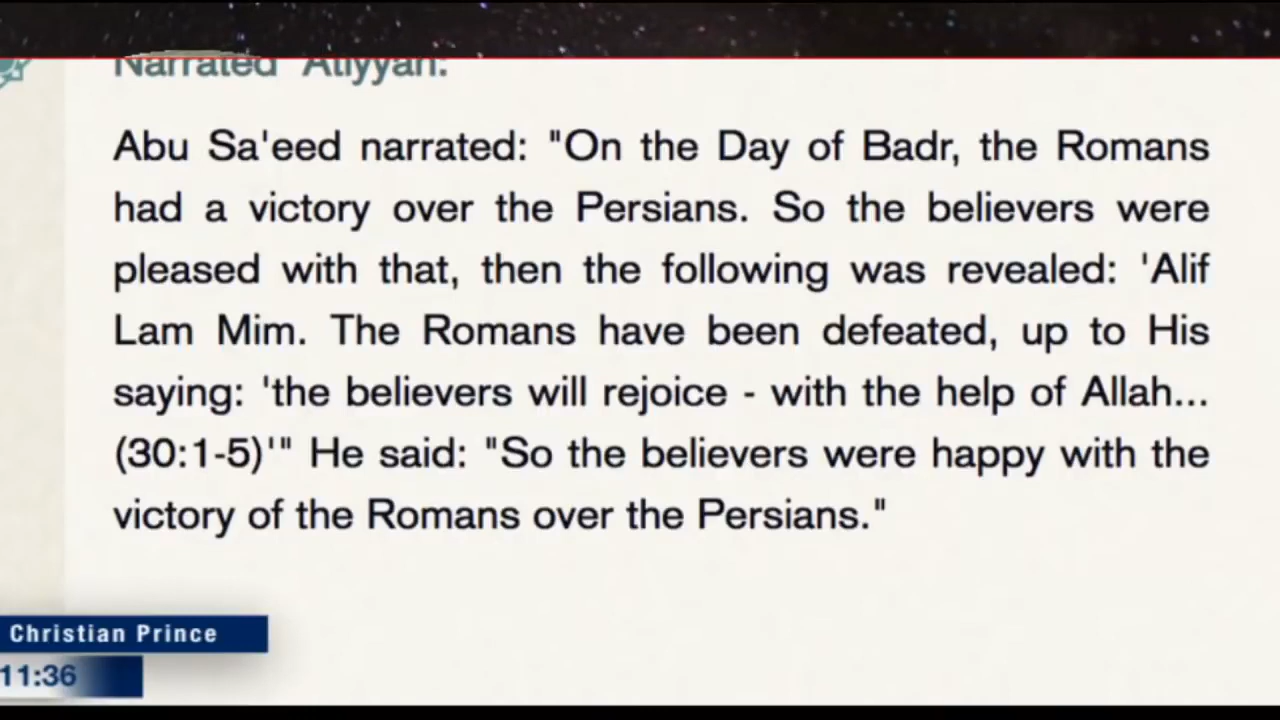 Narrated 'Atiyyah:
Abu Sa'eed narrated: "On the Day of Badr, the Romans
had a victory over the Persians. So the believers were
pleased with that, then the following was revealed: 'Alif
Lam Mim. The Romans have been defeated, up to His
saying: 'the believers will rejoice - with the help of Allah...
(30:1-5)'" He said: "So the believers were happy with the
victory of the Romans over the Persians."
Christian Prince
11:36